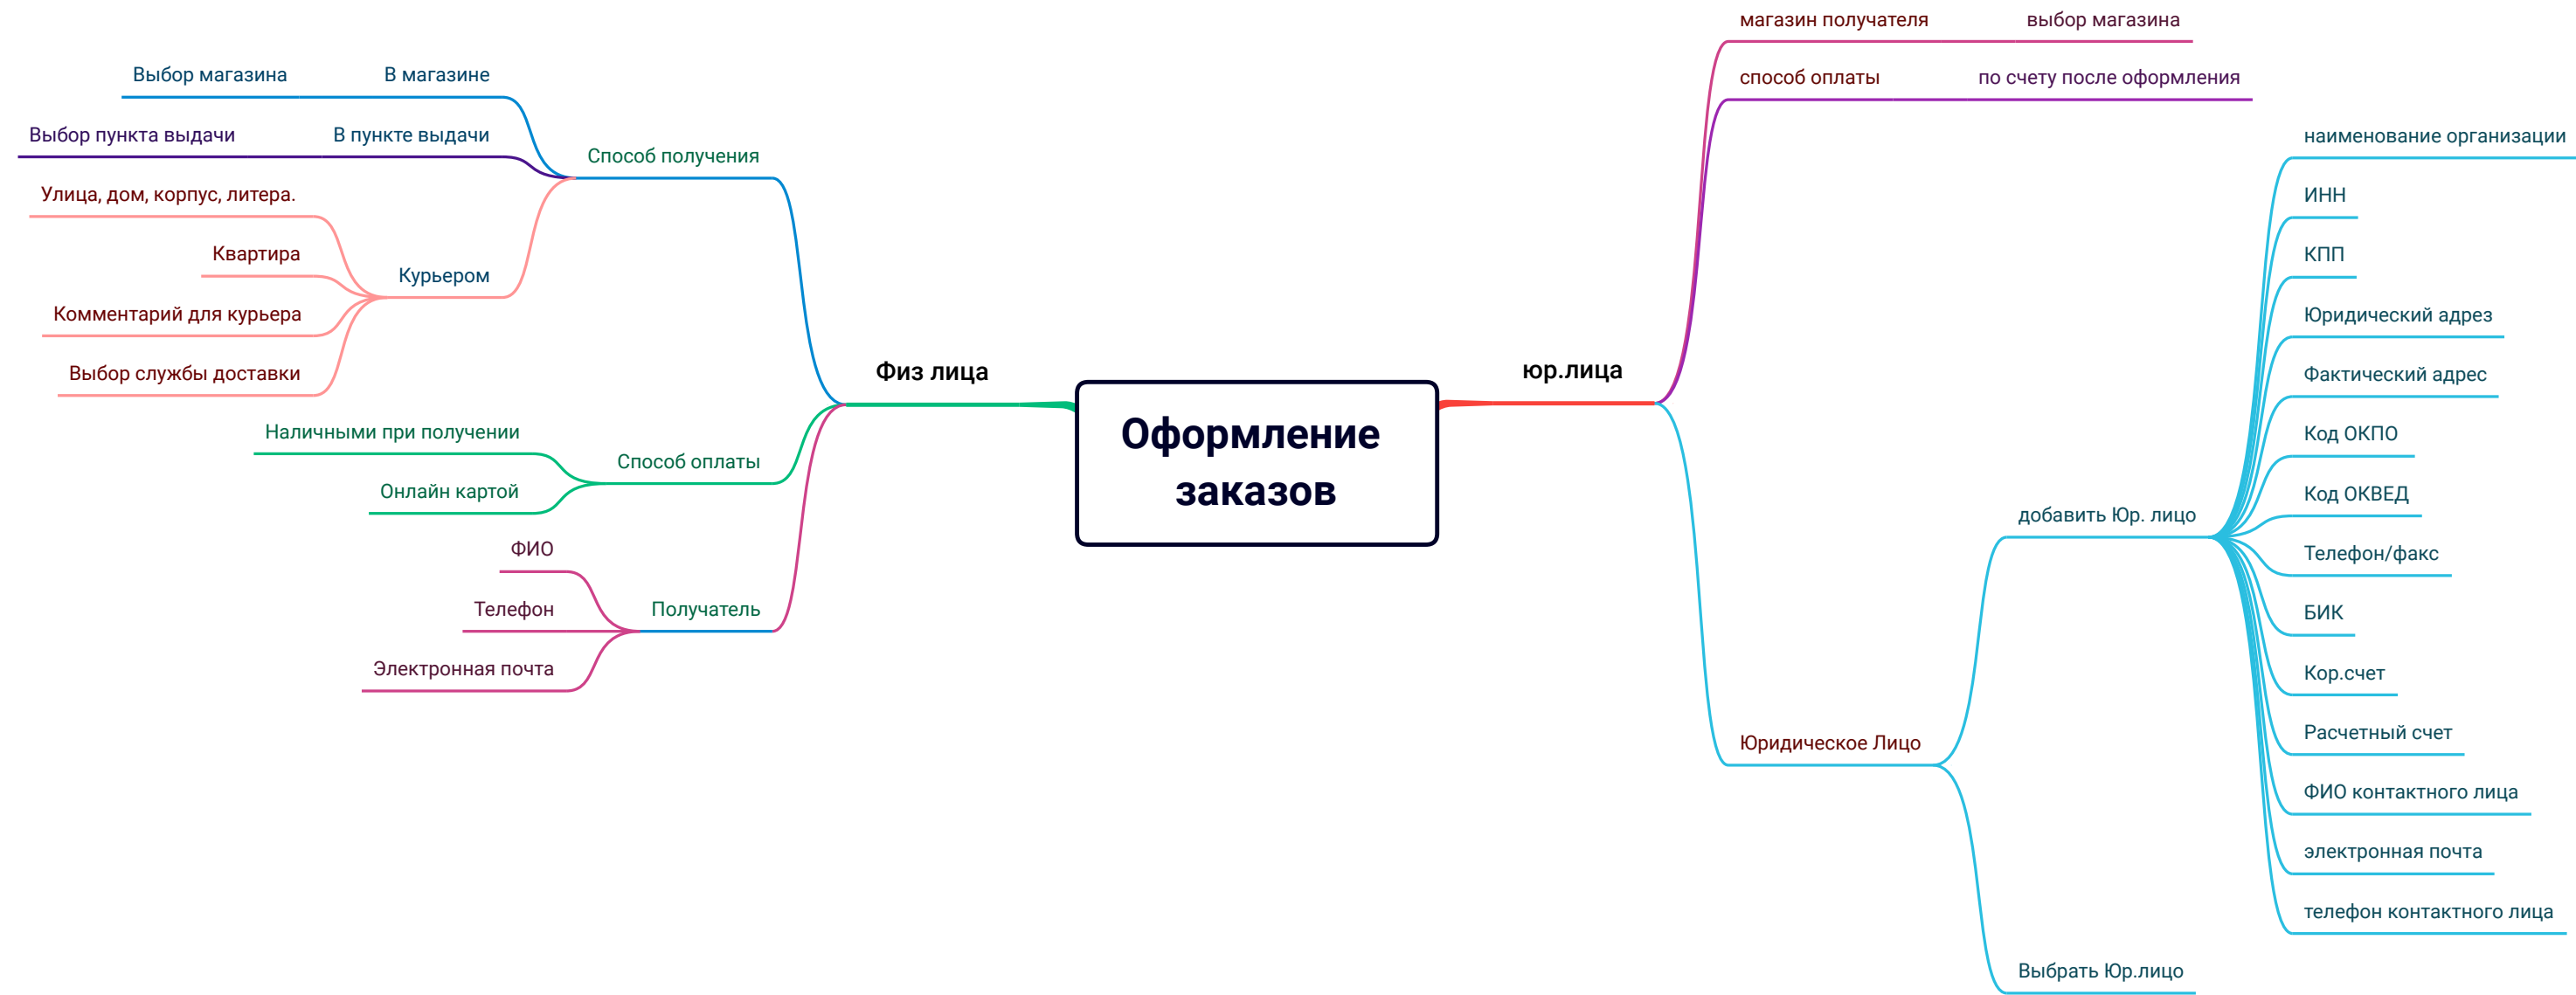 Оформление
заказов
Физ лица
Способ получения
В магазине
Выбор магазина
В пункте выдачи
Выбор пункта выдачи
Курьером
Улица, дом, корпус, литера.
Квартира
Комментарий для курьера
Выбор службы доставки
Способ оплаты
Наличными при получении
Онлайн картой
Получатель
ФИО
Телефон
Электронная почта
юр.лица
магазин получателя
выбор магазина
способ оплаты
по счету после оформления
Юридическое Лицо
добавить Юр. лицо
наименование организации
ИНН
КПП
Юридический адрез
Фактический адрес
Код ОКПО
Код ОКВЕД
Телефон/факс
БИК
Кор.счет
Расчетный счет
ФИО контактного лица
электронная почта
телефон контактного лица
Выбрать Юр.лицо